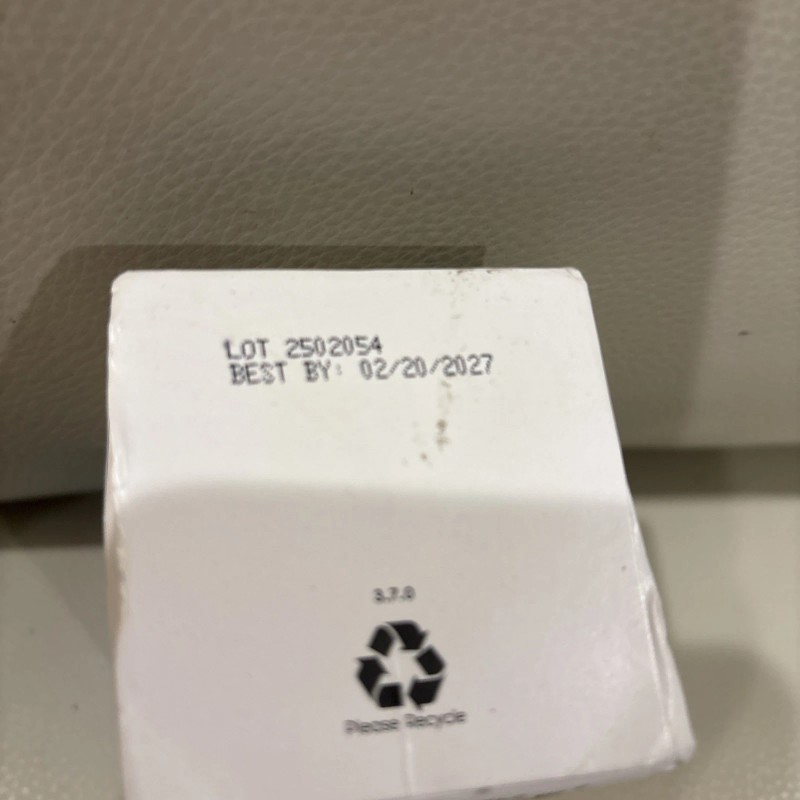 LOT 2502054
BEST BY: 02/20/2027
3.7.0
Please Recycle